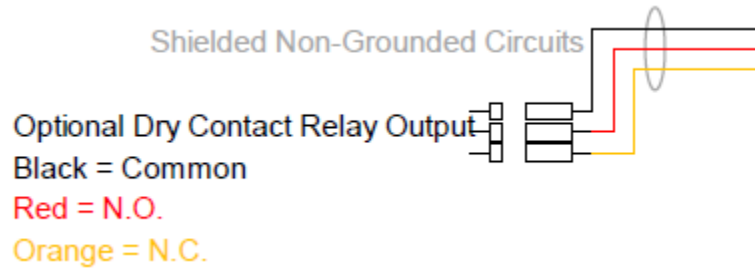 Shielded Non-Grounded Circuits
Optional Dry Contact Relay Output
Black = Common
Red = N.O.
Orange = N.C.